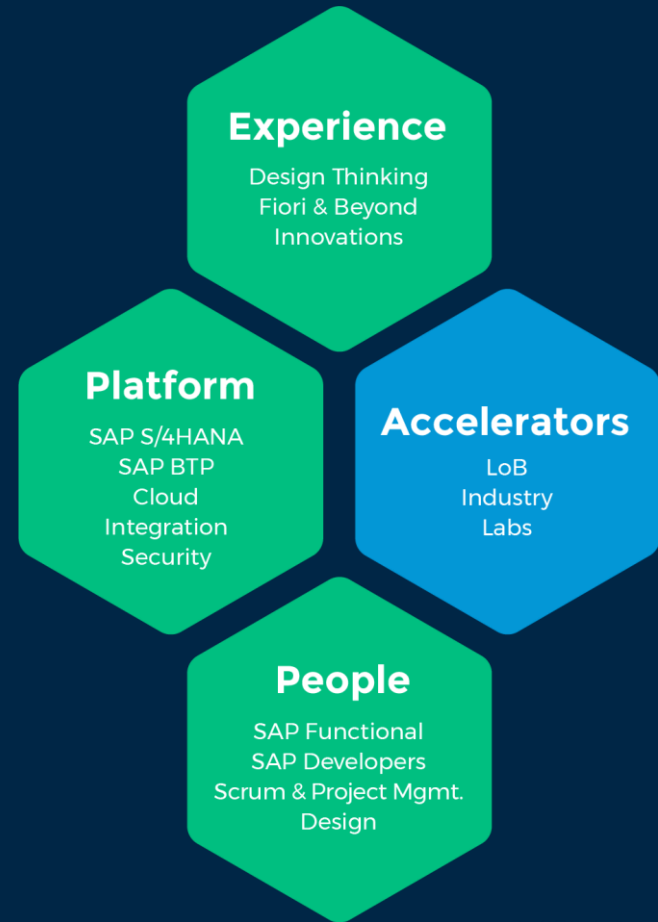 Experience
Design Thinking
Fiori & Beyond
Innovations
Platform
SAP S/4HANA
SAP BTP
Cloud
Integration
Security
Accelerators
LoB
Industry
Labs
People
SAP Functional
SAP Developers
Scrum & Project Mgmt.
Design